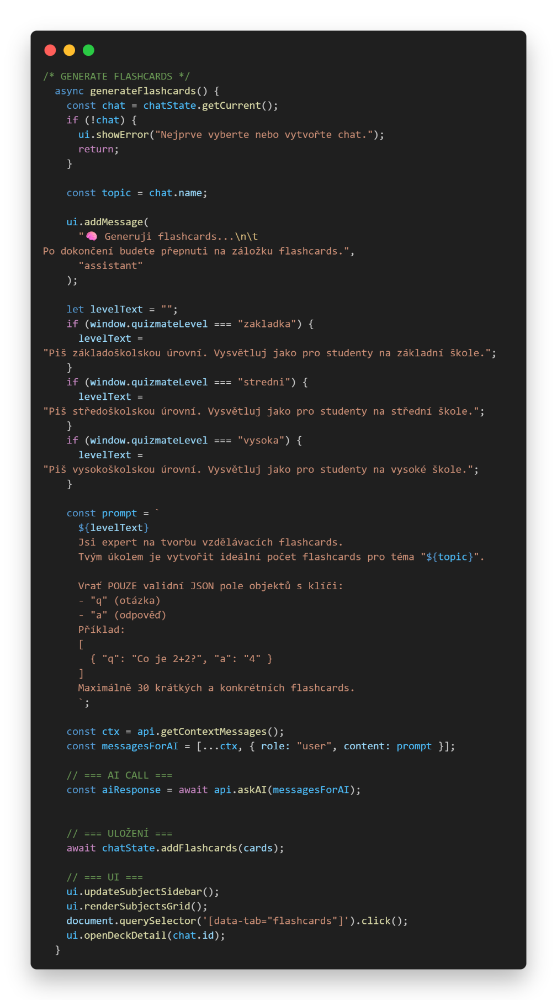 /* GENERATE FLASHCARDS */
  async generateFlashcards() {
    const chat = chatState.getCurrent();
    if (!chat) {
      ui.showError("Nejprve vyberte nebo vytvořte chat.");
      return;
    }

    const topic = chat.name;

    ui.addMessage(
      "🧠 Generuji flashcards...\n\t
Po dokončení budete přepnuti na záložku flashcards.",
      "assistant"
    );

    let levelText = "";
    if (window.quizmateLevel === "zakladka") {
      levelText =
"Piš základoškolskou úrovní. Vysvětluj jako pro studenty na základní škole.";
    }
    if (window.quizmateLevel === "stredni") {
      levelText =
"Piš středoškolskou úrovní. Vysvětluj jako pro studenty na střední škole.";
    }
    if (window.quizmateLevel === "vysoka") {
      levelText =
"Piš vysokoškolskou úrovní. Vysvětluj jako pro studenty na vysoké škole.";
    }

    const prompt = `
      ${levelText}
      Jsi expert na tvorbu vzdělávacích flashcards.
      Tvým úkolem je vytvořit ideální počet flashcards pro téma "${topic}".

      Vrať POUZE validní JSON pole objektů s klíči:
      - "q" (otázka)
      - "a" (odpověď)
      Příklad:
      [
        { "q": "Co je 2+2?", "a": "4" }
      ]
      Maximálně 30 krátkých a konkrétních flashcards.
      `;

    const ctx = api.getContextMessages();
    const messagesForAI = [...ctx, { role: "user", content: prompt }];

    // === AI CALL ===
    const aiResponse = await api.askAI(messagesForAI);


    // === ULOŽENÍ ===
    await chatState.addFlashcards(cards);

    // === UI ===
    ui.updateSubjectSidebar();
    ui.renderSubjectsGrid();
    document.querySelector('[data-tab="flashcards"]').click();
    ui.openDeckDetail(chat.id);
  }